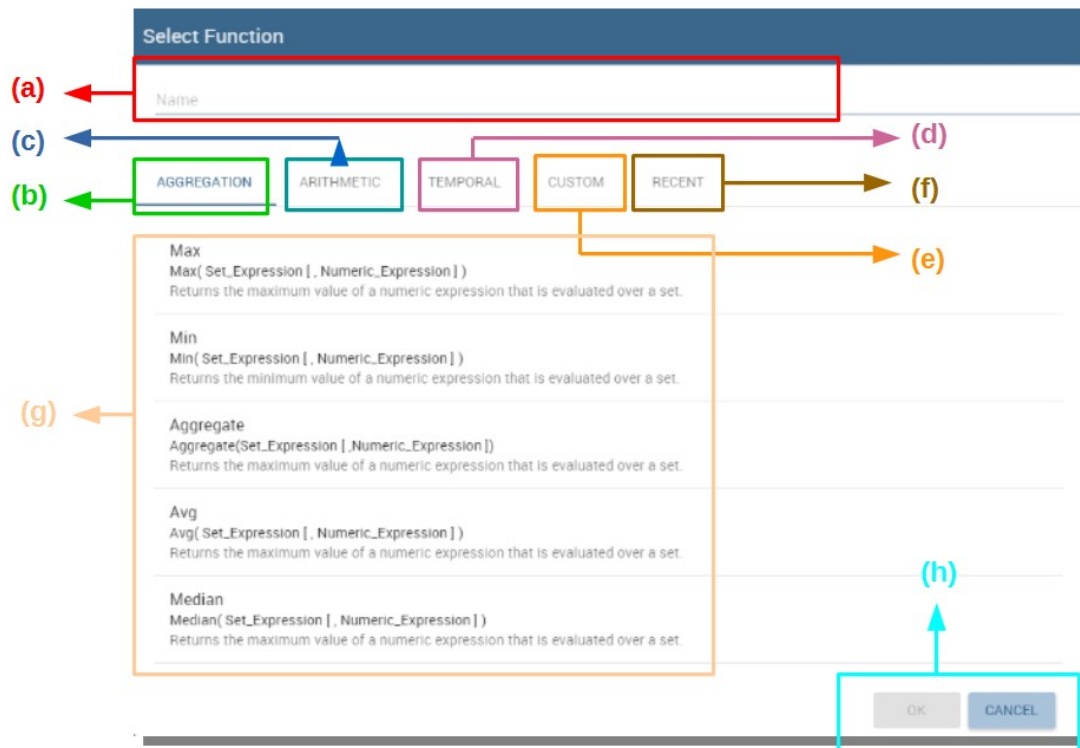 Select Function
(a)
Name
(c)
(d)
(b)
AGGREGATION ARITHMETIC TEMPORAL CUSTOM RECENT
(f)
(e)
Max
Max( Set_Expression [ , Numeric_Expression ] )
Returns the maximum value of a numeric expression that is evaluated over a set.
Min
Min( Set_Expression [ , Numeric_Expression ] )
Returns the minimum value of a numeric expression that is evaluated over a set.
(g)
Aggregate
Aggregate(Set_Expression [ ,Numeric_Expression ])
Returns the maximum value of a numeric expression that is evaluated over a set.
Avg
Avg( Set_Expression [ , Numeric_Expression ] )
Returns the maximum value of a numeric expression that is evaluated over a set.
(h)
Median
Median( Set_Expression [ , Numeric_Expression ] )
Returns the maximum value of a numeric expression that is evaluated over a set.
OK CANCEL